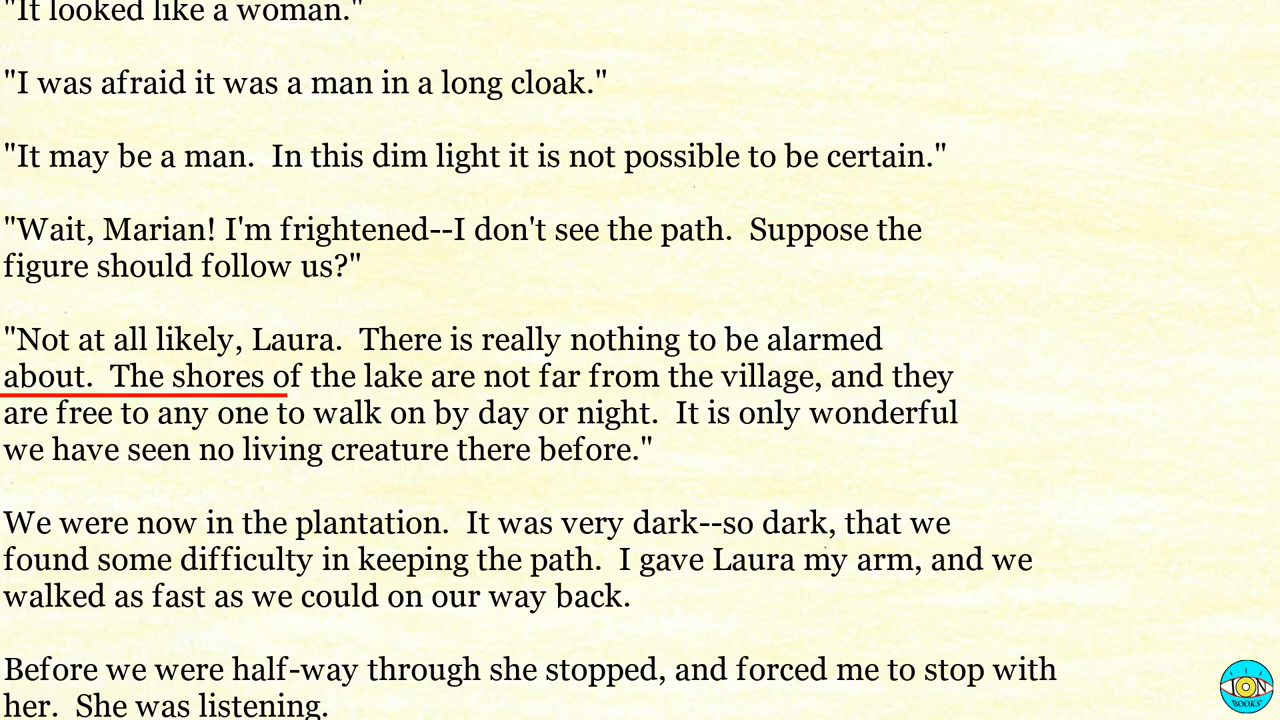 "It looked like a woman."
"I was afraid it was a man in a long cloak."
"It may be a man.  In this dim light it is not possible to be certain."
"Wait, Marian! I'm frightened--I don't see the path.  Suppose the
figure should follow us?"
"Not at all likely, Laura.  There is really nothing to be alarmed
about.  The shores of the lake are not far from the village, and they
are free to any one to walk on by day or night.  It is only wonderful
we have seen no living creature there before."
We were now in the plantation.  It was very dark--so dark, that we
found some difficulty in keeping the path.  I gave Laura my arm, and we
walked as fast as we could on our way back.
Before we were half-way through she stopped, and forced me to stop with
her.  She was listening.
ION
BOOKS